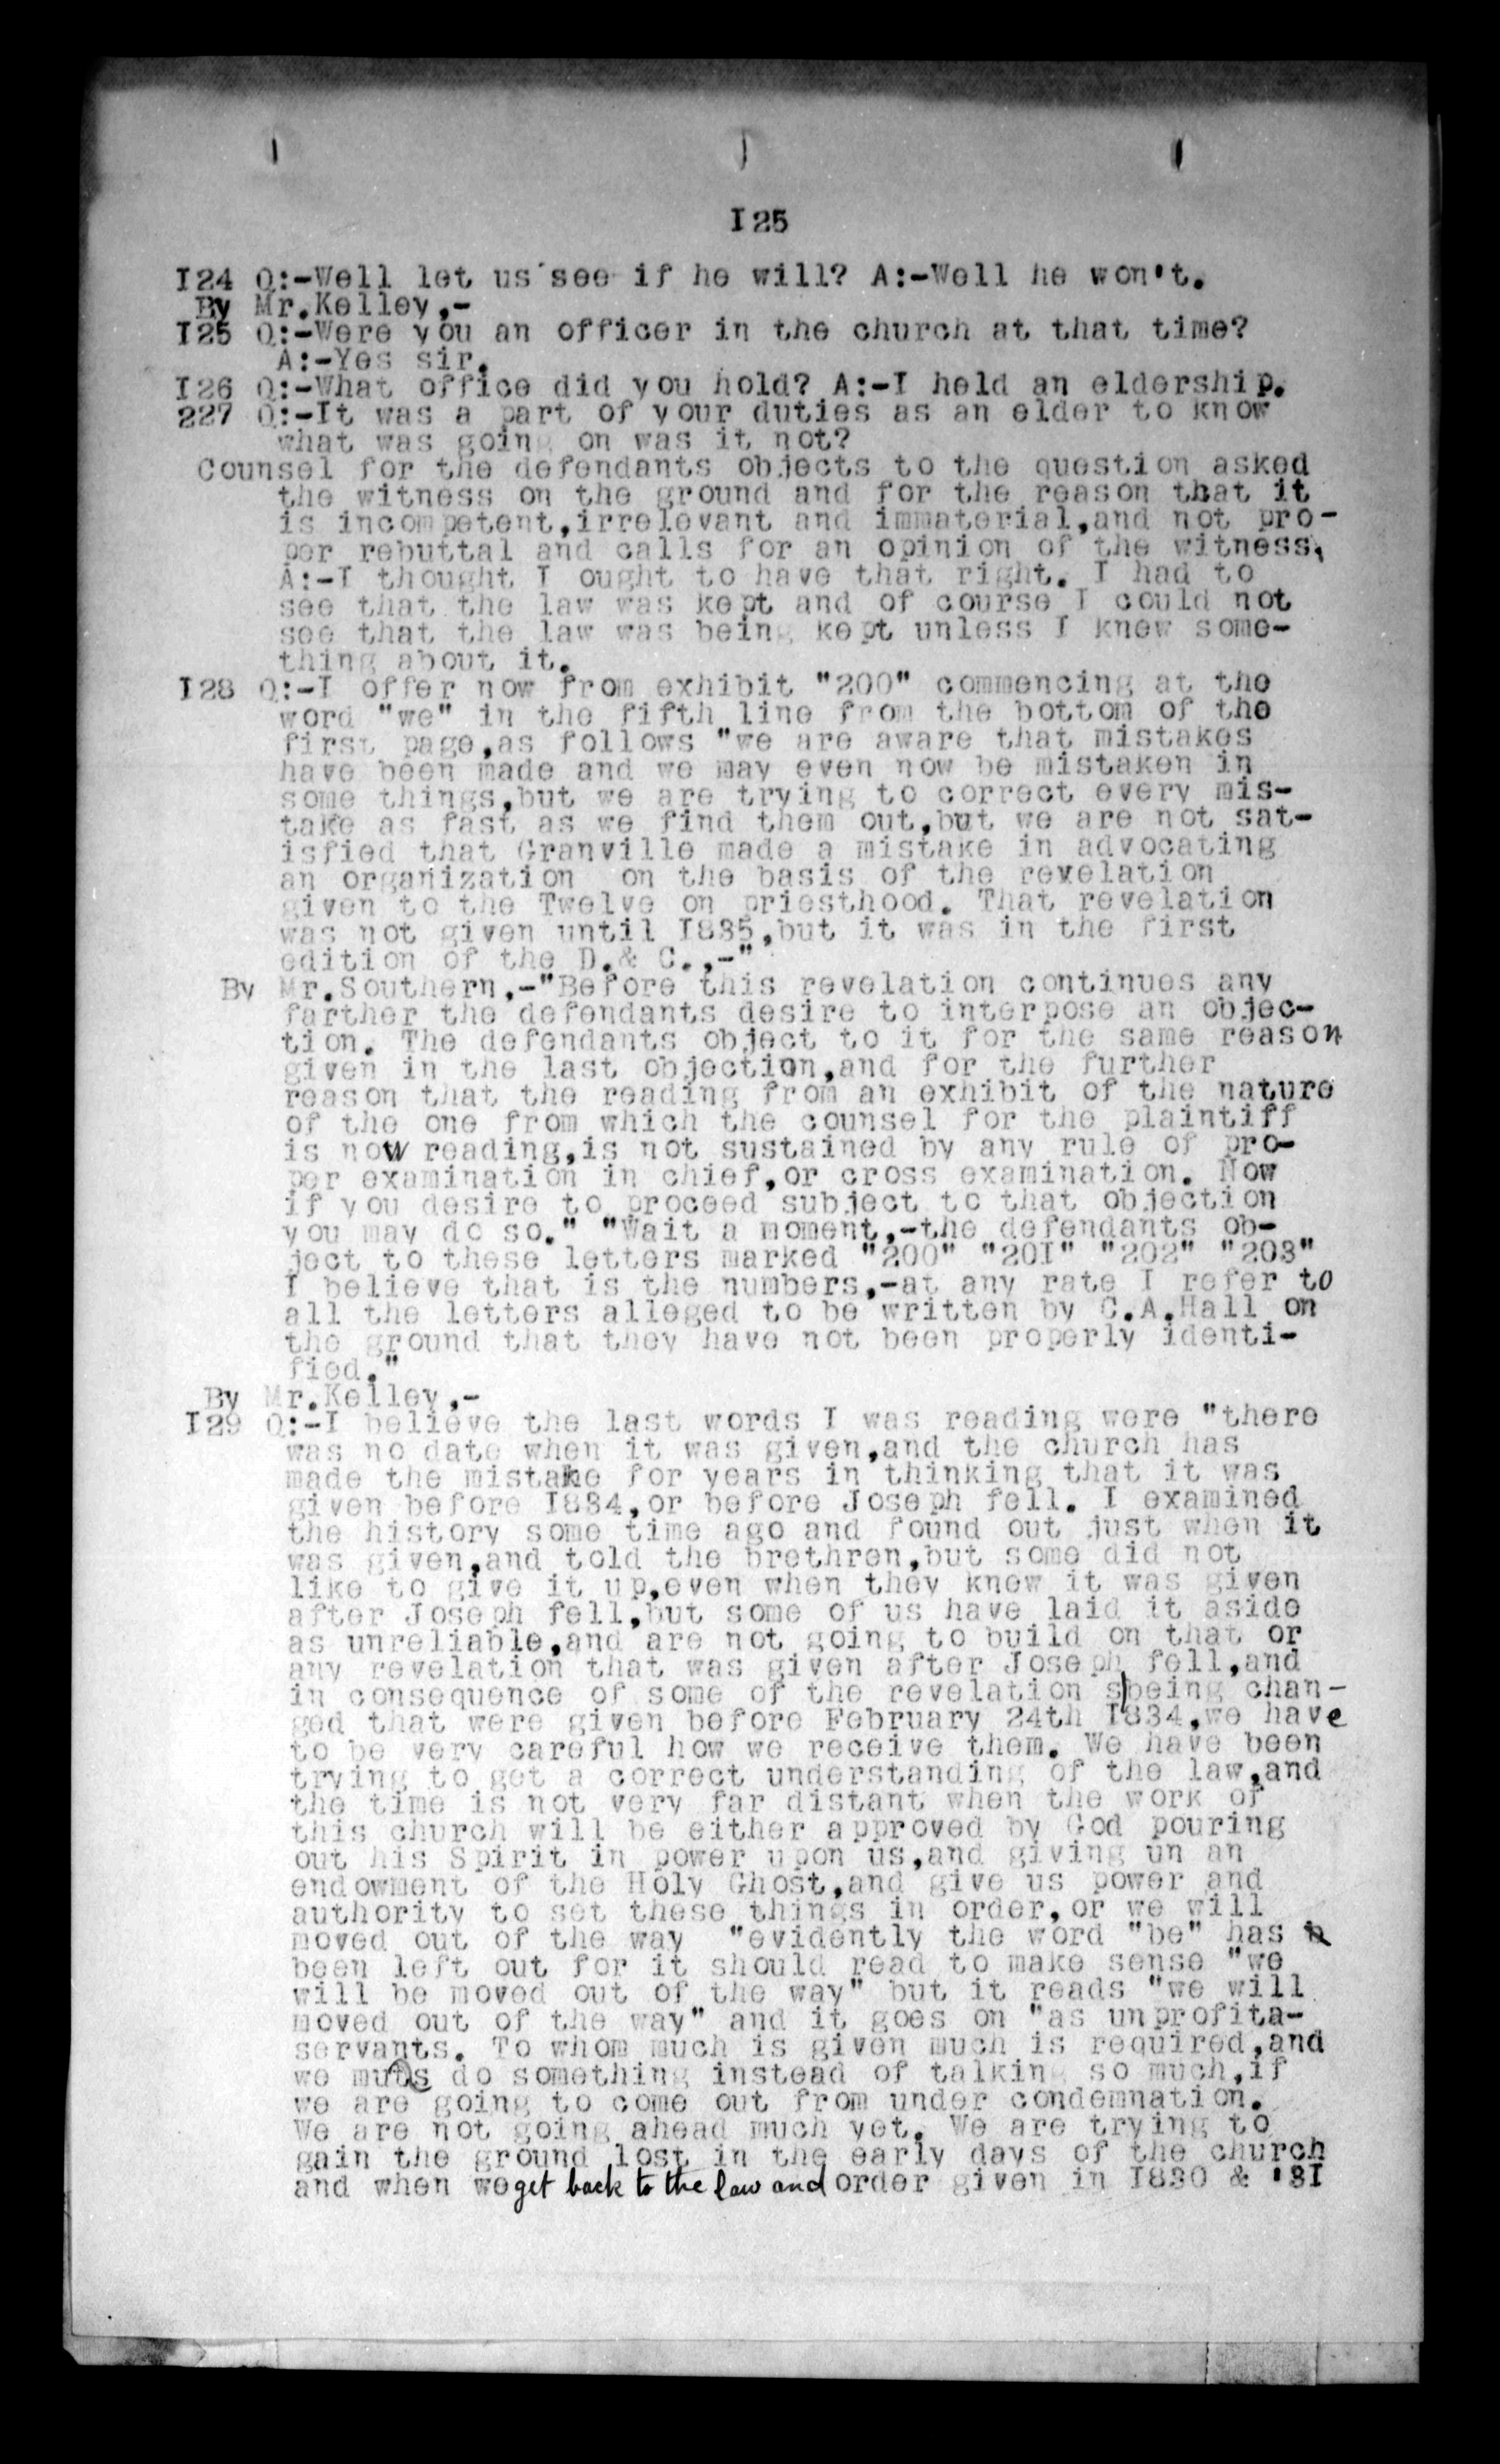 I25
I24 Q:-Well let us see if he will? A:-Well he won't.
By Mr.Kelley,-
I25 Q:-Were you an officer in the church at that time?
A:-Yes sir.
I26 Q:-What office did you hold? A:-I held an eldership.
227 Q:-It was a part of your duties as an elder to know
what was going on was it not?
Counsel for the defendants objects to the question asked
the witness on the ground and for the reason that it
is incompetent,irrelevant and immaterial,and not pro-
per rebuttal and calls for an opinion of the witness.
A:-I thought I ought to have that right. I had to
see that the law was kept and of course I could not
see that the law was being kept unless I knew some-
thing about it.
I28 Q:-I offer now from exhibit "200" commencing at the
word "we" in the fifth line from the bottom of the
first page,as follows "we are aware that mistakes
have been made and we may even now be mistaken in
some things,but we are trying to correct every mis-
take as fast as we find them out,but we are not sat-
isfied that Granville made a mistake in advocating
an organization on the basis of the revelation
given to the Twelve on priesthood. That revelation
was not given until I835,but it was in the first
edition of the D.& C.,-"
By Mr.Southern,-"Before this revelation continues any
farther the defendants desire to interpose an objec-
tion. The defendants object to it for the same reason
given in the last objection,and for the further
reason that the reading from an exhibit of the nature
of the one from which the counsel for the plaintiff
is now reading,is not sustained by any rule of pro-
per examination in chief,or cross examination. Now
if you desire to proceed subject to that objection
you may do so." "Wait a moment,-the defendants ob-
ject to these letters marked "200" "20I" "202" "203"
I believe that is the numbers,-at any rate I refer to
all the letters alleged to be written by C.A.Hall on
the ground that they have not been properly identi-
fied."
By Mr.Kelley,-
I29 Q:-I believe the last words I was reading were "there
was no date when it was given,and the church has
made the mistake for years in thinking that it was
given before I834,or before Joseph fell. I examined
the history some time ago and found out just when it
was given,and told the brethren,but some did not
like to give it up,even when they knew it was given
after Joseph fell,but some of us have laid it aside
as unreliable,and are not going to build on that or
any revelation that was given after Joseph fell,and
in consequence of some of the revelation s|being chan-
ged that were given before February 24th I834,we have
to be very careful how we receive them. We have been
trying to get a correct understanding of the law,and
the time is not very far distant when the work of
this church will be either approved by God pouring
out his Spirit in power upon us,and giving un an
endowment of the Holy Ghost,and give us power and
authority to set these things in order,or we will
moved out of the way "evidently the word "be" has
been left out for it should read to make sense "we
will be moved out of the way" but it reads "we will
moved out of the way" and it goes on "as unprofita-
servants. To whom much is given much is required,and
we do something instead of talking so much,if
we are going to come out from under condemnation.
We are not going ahead much yet. We are trying to
gain the ground lost in the early days of the church
and when we get back to the law and order given in I830 & '3I